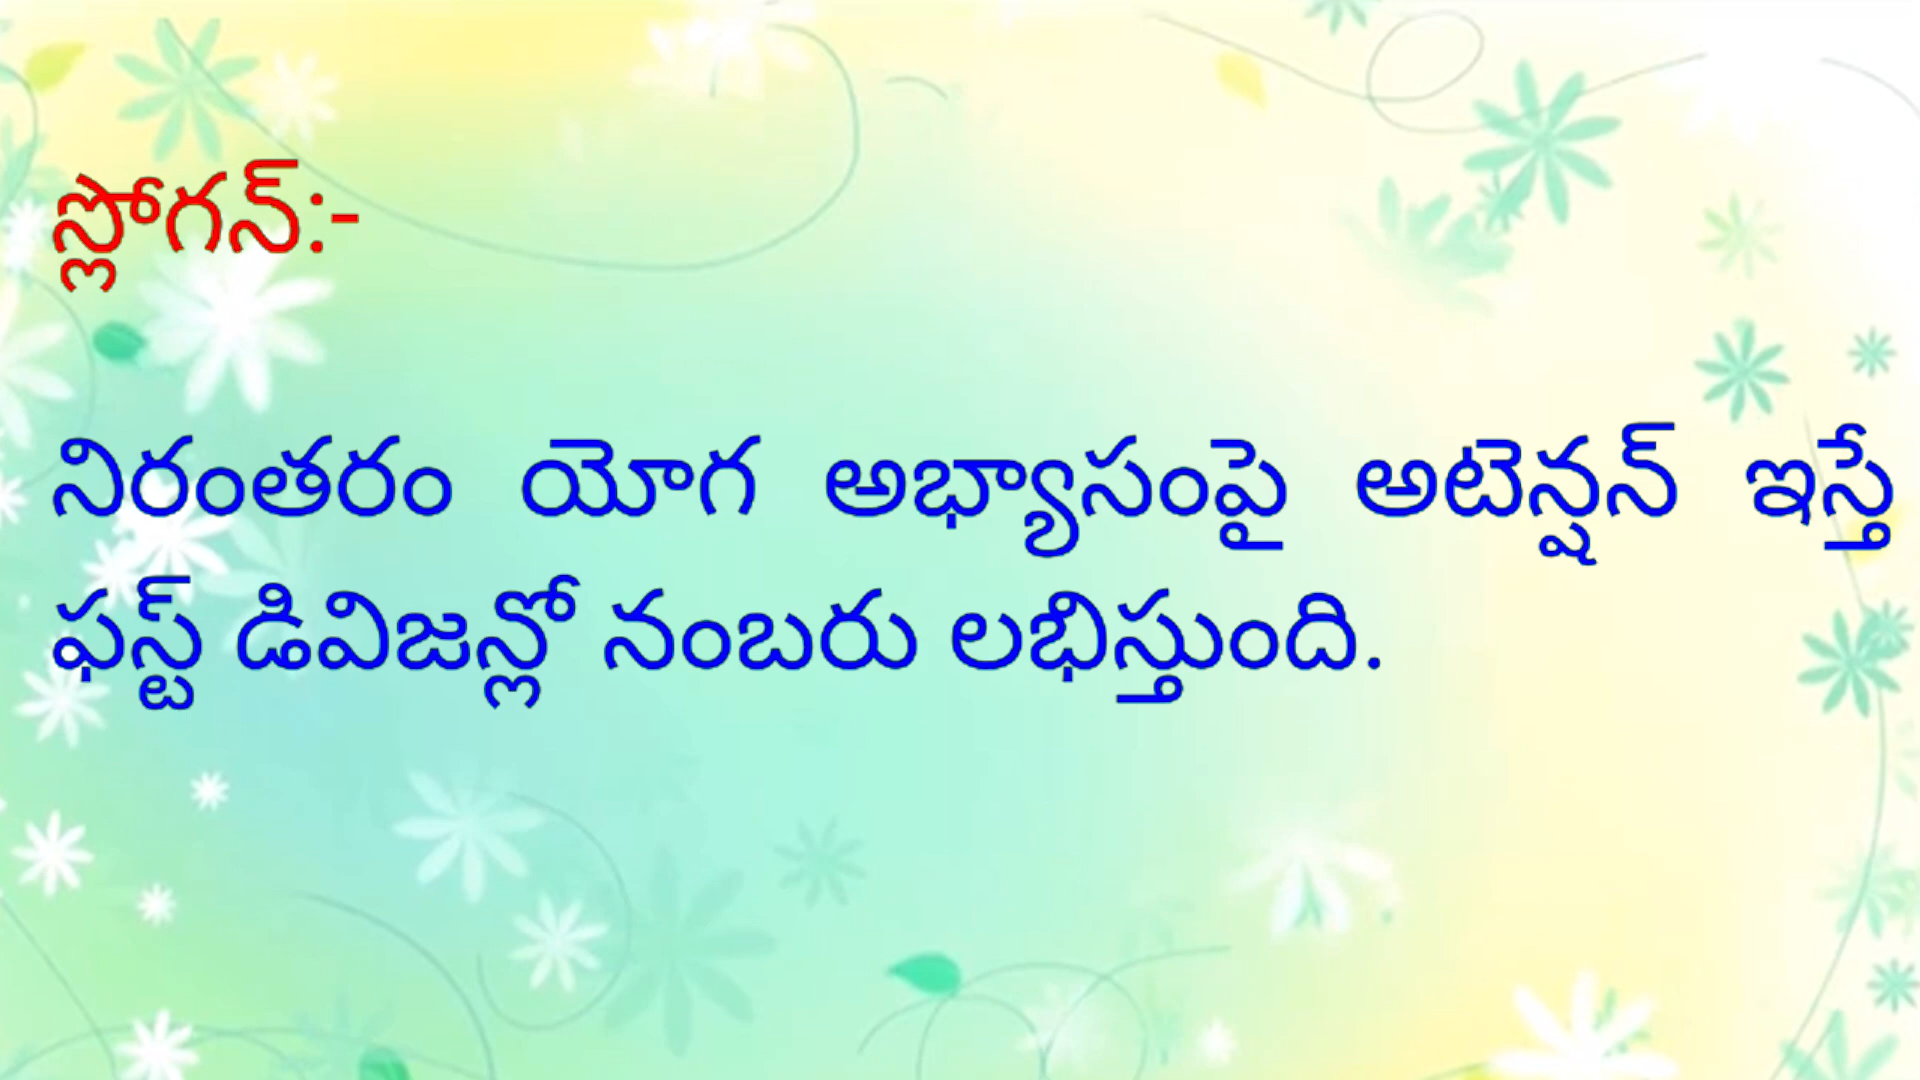 స్లోగన్:-
నిరంతరం యోగ అభ్యాసంపై అటెన్షన్ ఇస్తే
ఫస్ట్ డివిజన్లో నంబరు లభిస్తుంది.